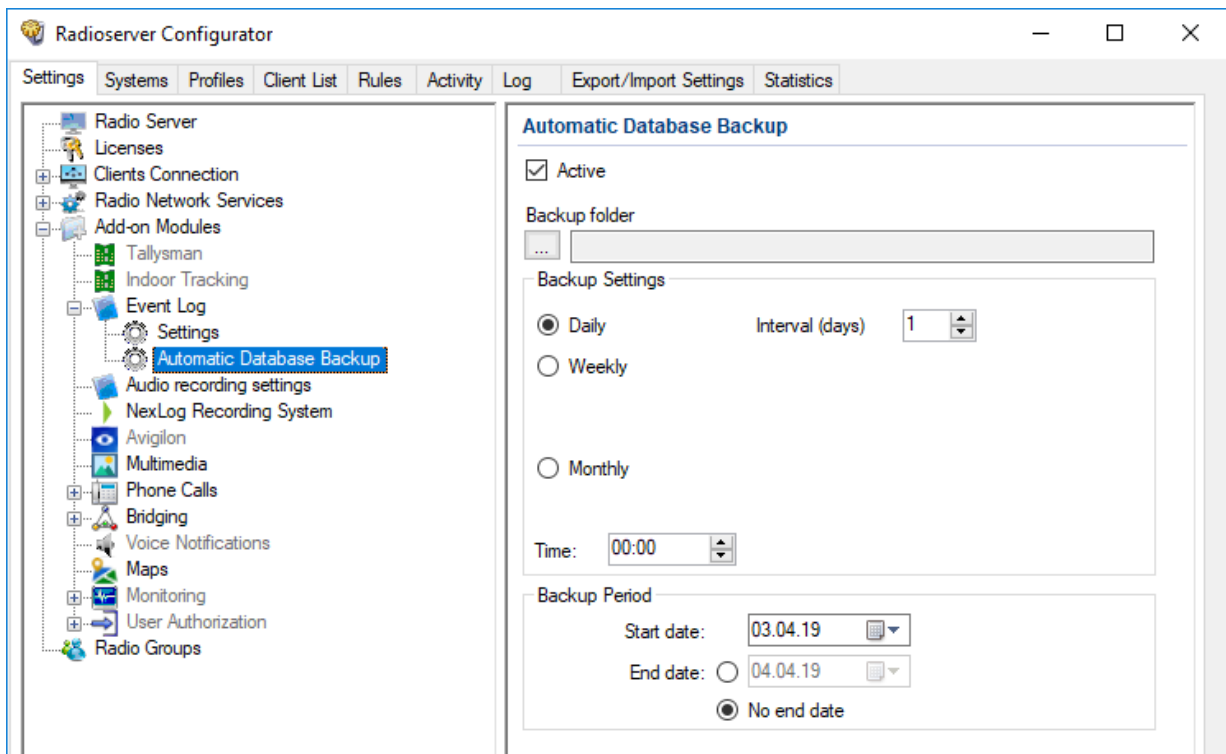 Radioserver Configurator
Settings Systems Profiles Client List Rules Activity Log Export/Import Settings Statistics
Radio Server
Licenses
Clients Connection
Radio Network Services
Add-on Modules
Tallysman
Indoor Tracking
Event Log
Settings
Automatic Database Backup
Audio recording settings
NexLog Recording System
Avigilon
Multimedia
Phone Calls
Bridging
Voice Notifications
Maps
Monitoring
User Authorization
Radio Groups
Automatic Database Backup
Active
Backup folder
...
Backup Settings
Daily Interval (days) 1
Weekly
Monthly
Time: 00:00
Backup Period
Start date: 03.04.19
End date: 04.04.19
No end date